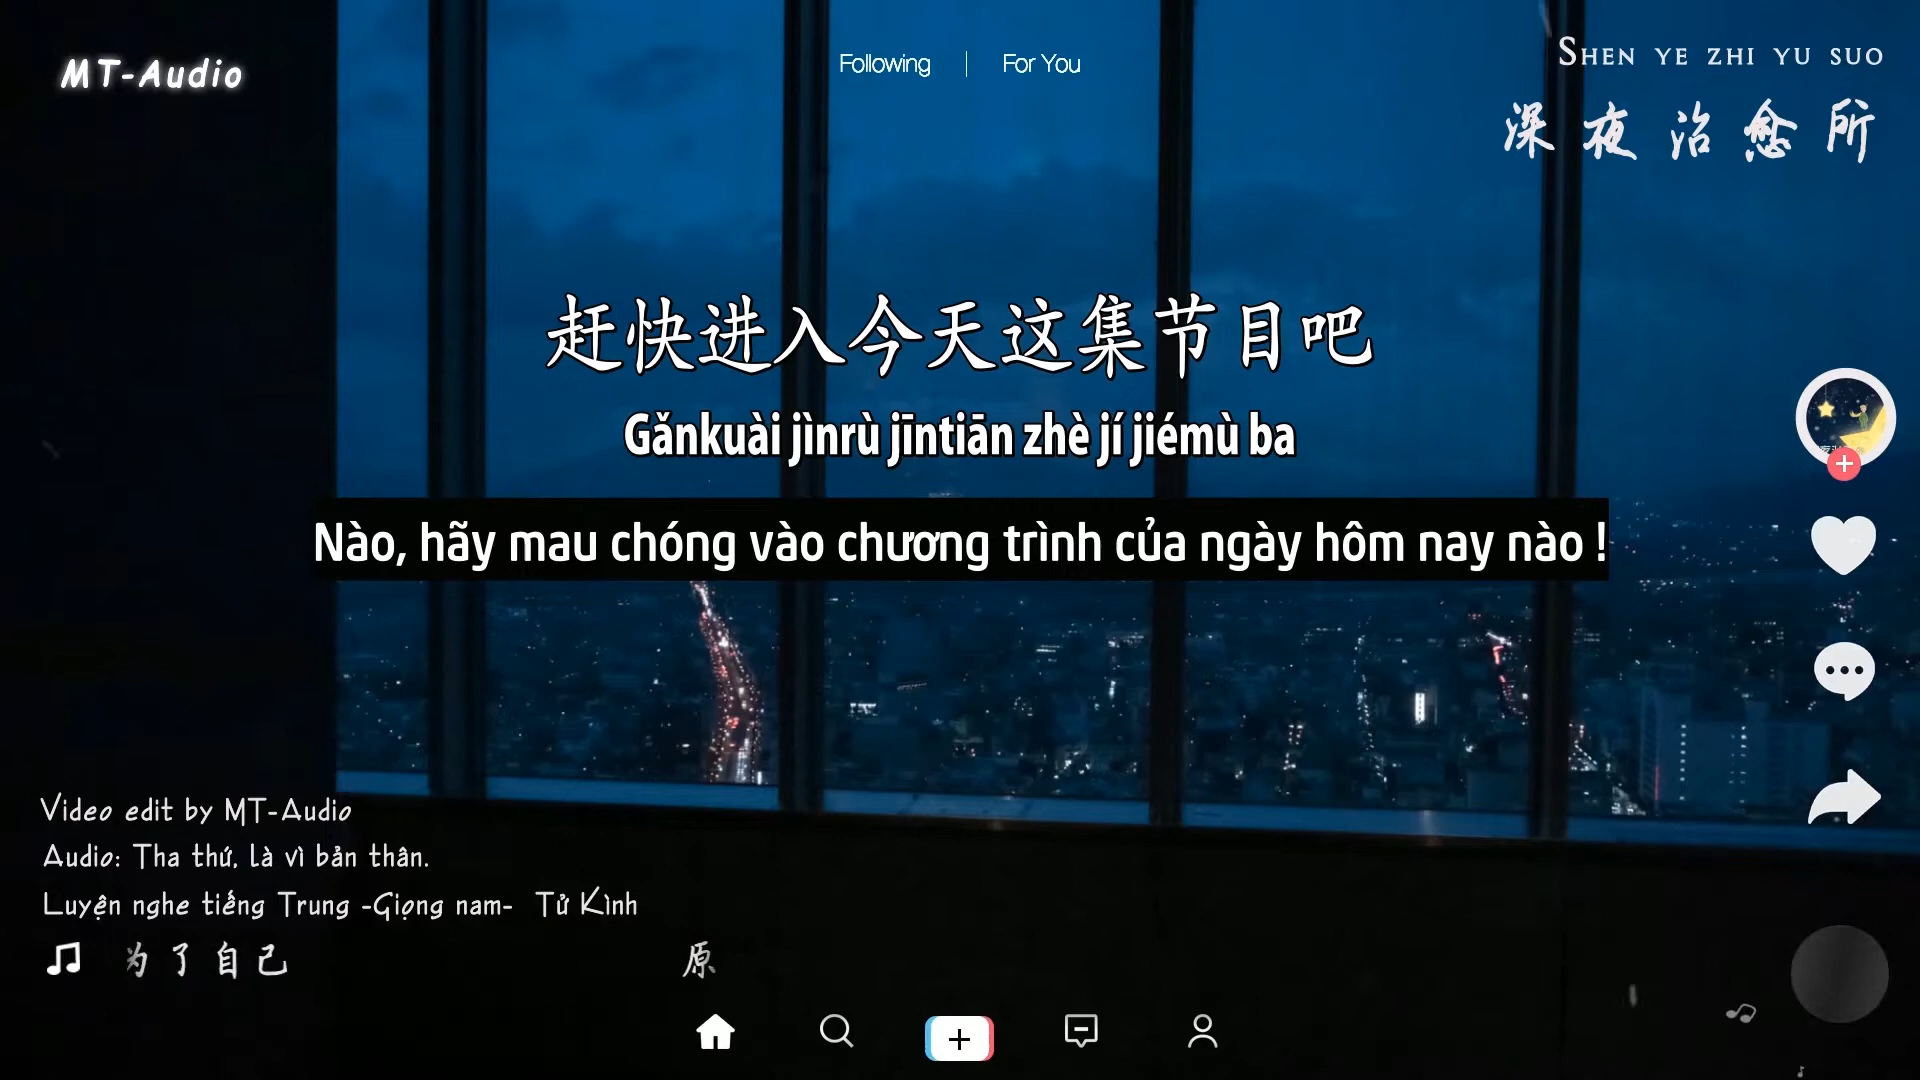 MT-Audio
Following | For You
Shen ye zhi yu suo
深夜治愈所
赶快进入今天这集节目吧
Gǎnkuài jìnrù jīntiān zhè jí jiémù ba
Nào, hãy mau chóng vào chương trình của ngày hôm nay nào !
Video edit by MT-Audio
Audio: Tha thứ, là vì bản thân.
Luyện nghe tiếng Trung -Giọng nam- Tử Kình
为了自己 原